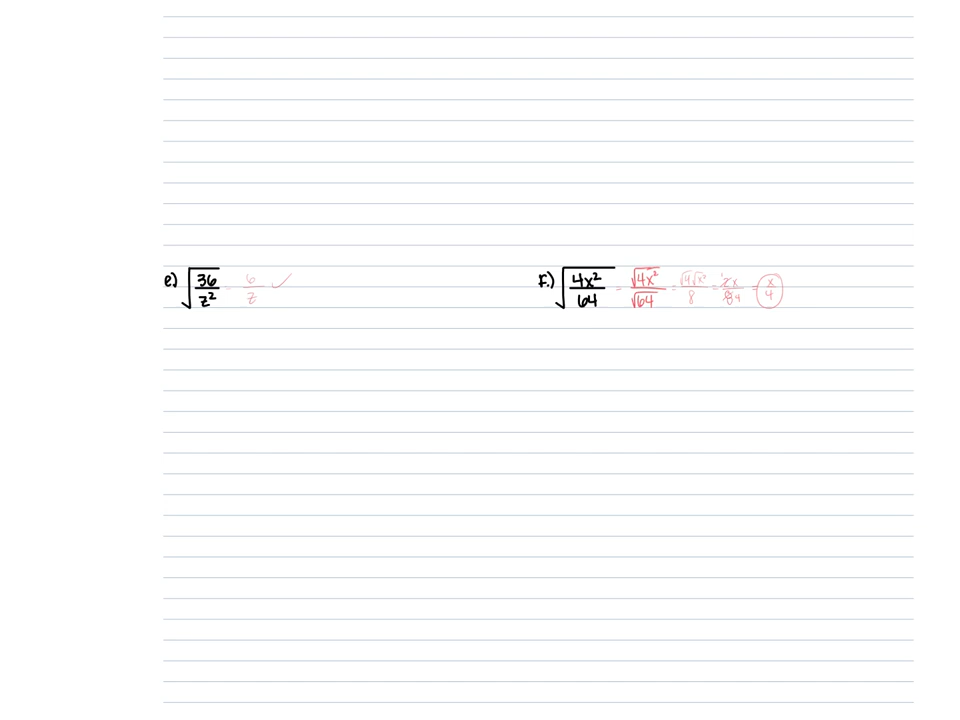 e.) √(36/z²) = 6/z ✓
F.) √(4x²/64) = √4x²/√64 = √4√x²/8 = 2x/8 = x/4